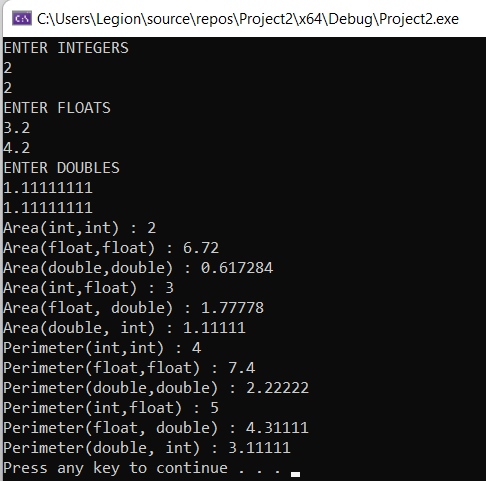 C:\Users\Legion\source\repos\Project2\x64\Debug\Project2.exe
ENTER INTEGERS
2
2
ENTER FLOATS
3.2
4.2
ENTER DOUBLES
1.11111111
1.11111111
Area(int,int) : 2
Area(float,float) : 6.72
Area(double,double) : 0.617284
Area(int,float) : 3
Area(float, double) : 1.77778
Area(double, int) : 1.11111
Perimeter(int,int) : 4
Perimeter(float,float) : 7.4
Perimeter(double,double) : 2.22222
Perimeter(int,float) : 5
Perimeter(float, double) : 4.31111
Perimeter(double, int) : 3.11111
Press any key to continue . . .